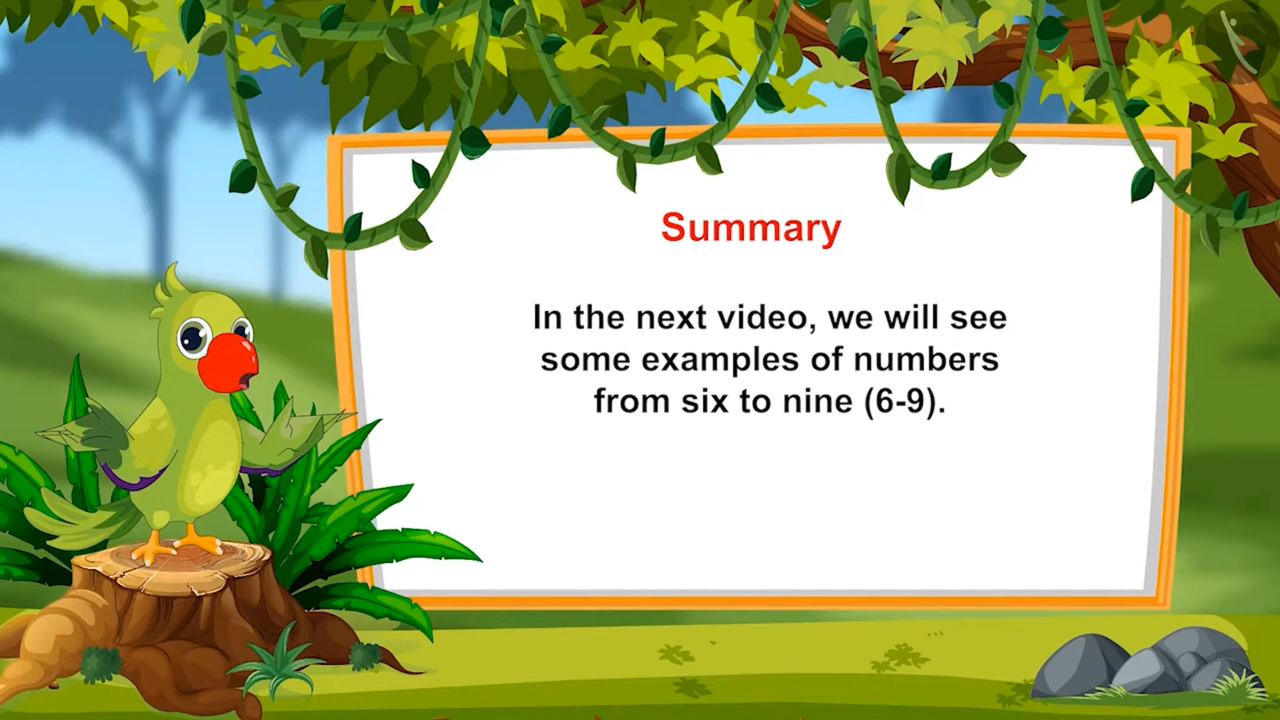 Summary
In the next video, we will see
some examples of numbers
from six to nine (6-9).